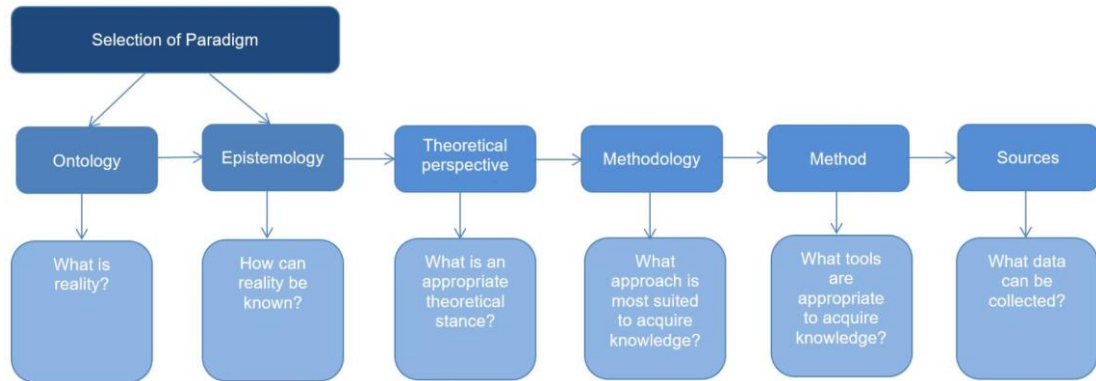 Selection of Paradigm
Ontology
Epistemology
Theoretical
perspective
Methodology
Method
Sources
What is
reality?
How can
reality be
known?
What is an
appropriate
theoretical
stance?
What
approach is
most suited
to acquire
knowledge?
What tools
are
appropriate
to acquire
knowledge?
What data
can be
collected?